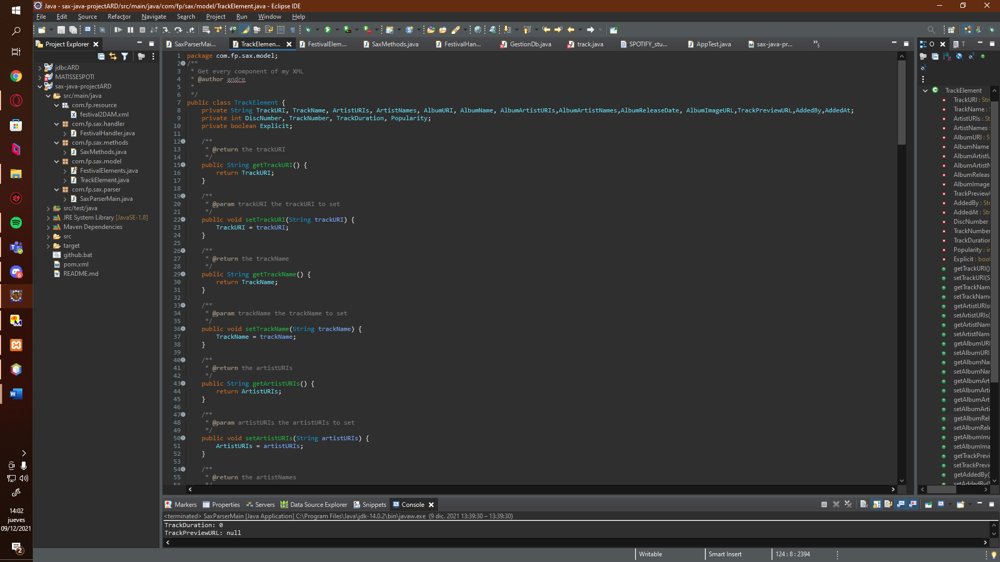 Java - sax-java-projectARD/src/main/java/com/fp/sax/model/TrackElement.java - Eclipse IDE
File Edit Source Refactor Navigate Search Project Run Window Help
Project Explorer
jdbcARD
MATISSESPOTI
sax-java-projectARD
src/main/java
com.fp.resource
festival2DAM.xml
com.fp.sax.handler
FestivalHandler.java
com.fp.sax.methods
SaxMethods.java
com.fp.sax.model
FestivalElements.java
TrackElement.java
com.fp.sax.parser
SaxParserMain.java
src/test/java
JRE System Library [JavaSE-1.8]
Maven Dependencies
src
target
github.bat
pom.xml
README.md
SaxParserMai... TrackElemen... FestivalElem... SaxMethods.java FestivalHan... GestionDb.java track.java SPOTIFY_stu... AppTest.java sax-java-pr... »5
1 package com.fp.sax.model;
2 /**
3 * Get every component of my XML
4 * @author andre
5 *
6 */
7 public class TrackElement {
8 private String TrackURI, TrackName, ArtistURIs, ArtistNames, AlbumURI, AlbumName, AlbumArtistURIs,AlbumArtistNames,AlbumReleaseDate, AlbumImageURL,TrackPreviewURL,AddedBy,AddedAt;
9 private int DiscNumber, TrackNumber, TrackDuration, Popularity;
10 private boolean Explicit;
11
12 /**
13 * @return the trackURI
14 */
15 public String getTrackURI() {
16 return TrackURI;
17 }
18
19 /**
20 * @param trackURI the trackURI to set
21 */
22 public void setTrackURI(String trackURI) {
23 TrackURI = trackURI;
24 }
25
26 /**
27 * @return the trackName
28 */
29 public String getTrackName() {
30 return TrackName;
31 }
32
33 /**
34 * @param trackName the trackName to set
35 */
36 public void setTrackName(String trackName) {
37 TrackName = trackName;
38 }
39
40 /**
41 * @return the artistURIs
42 */
43 public String getArtistURIs() {
44 return ArtistURIs;
45 }
46
47 /**
48 * @param artistURIs the artistURIs to set
49 */
50 public void setArtistURIs(String artistURIs) {
51 ArtistURIs = artistURIs;
52 }
53
54 /**
55 * @return the artistNames
56 */
O T
TrackElement
TrackURI : Stri
TrackName :
ArtistURIs : St
ArtistNames :
AlbumURI : S
AlbumName
AlbumArtistU
AlbumArtistN
AlbumReleas
AlbumImage
TrackPreviewU
AddedBy : Str
AddedAt : Str
DiscNumber
TrackNumber
TrackDuration
Popularity : in
Explicit : bool
getTrackURI()
setTrackURI(S
getTrackNam
setTrackName
getArtistURIs(
setArtistURIs(
getArtistNam
setArtistNam
getAlbumURI
setAlbumURI
getAlbumNar
setAlbumNar
getAlbumArt
setAlbumArti
getAlbumArt
setAlbumArti
getAlbumRel
setAlbumRele
getAlbumIma
setAlbumIma
getTrackPrevi
setTrackPrevi
getAddedBy(
setAddedBy(S
Markers Properties Servers Data Source Explorer Snippets Console
<terminated> SaxParserMain [Java Application] C:\Program Files\Java\jdk-14.0.2\bin\javaw.exe (9 dic. 2021 13:39:30 – 13:39:30)
TrackDuration: 0
TrackPreviewURL: null
Writable Smart Insert 124 : 8 : 2394
14:02
jueves
09/12/2021
2